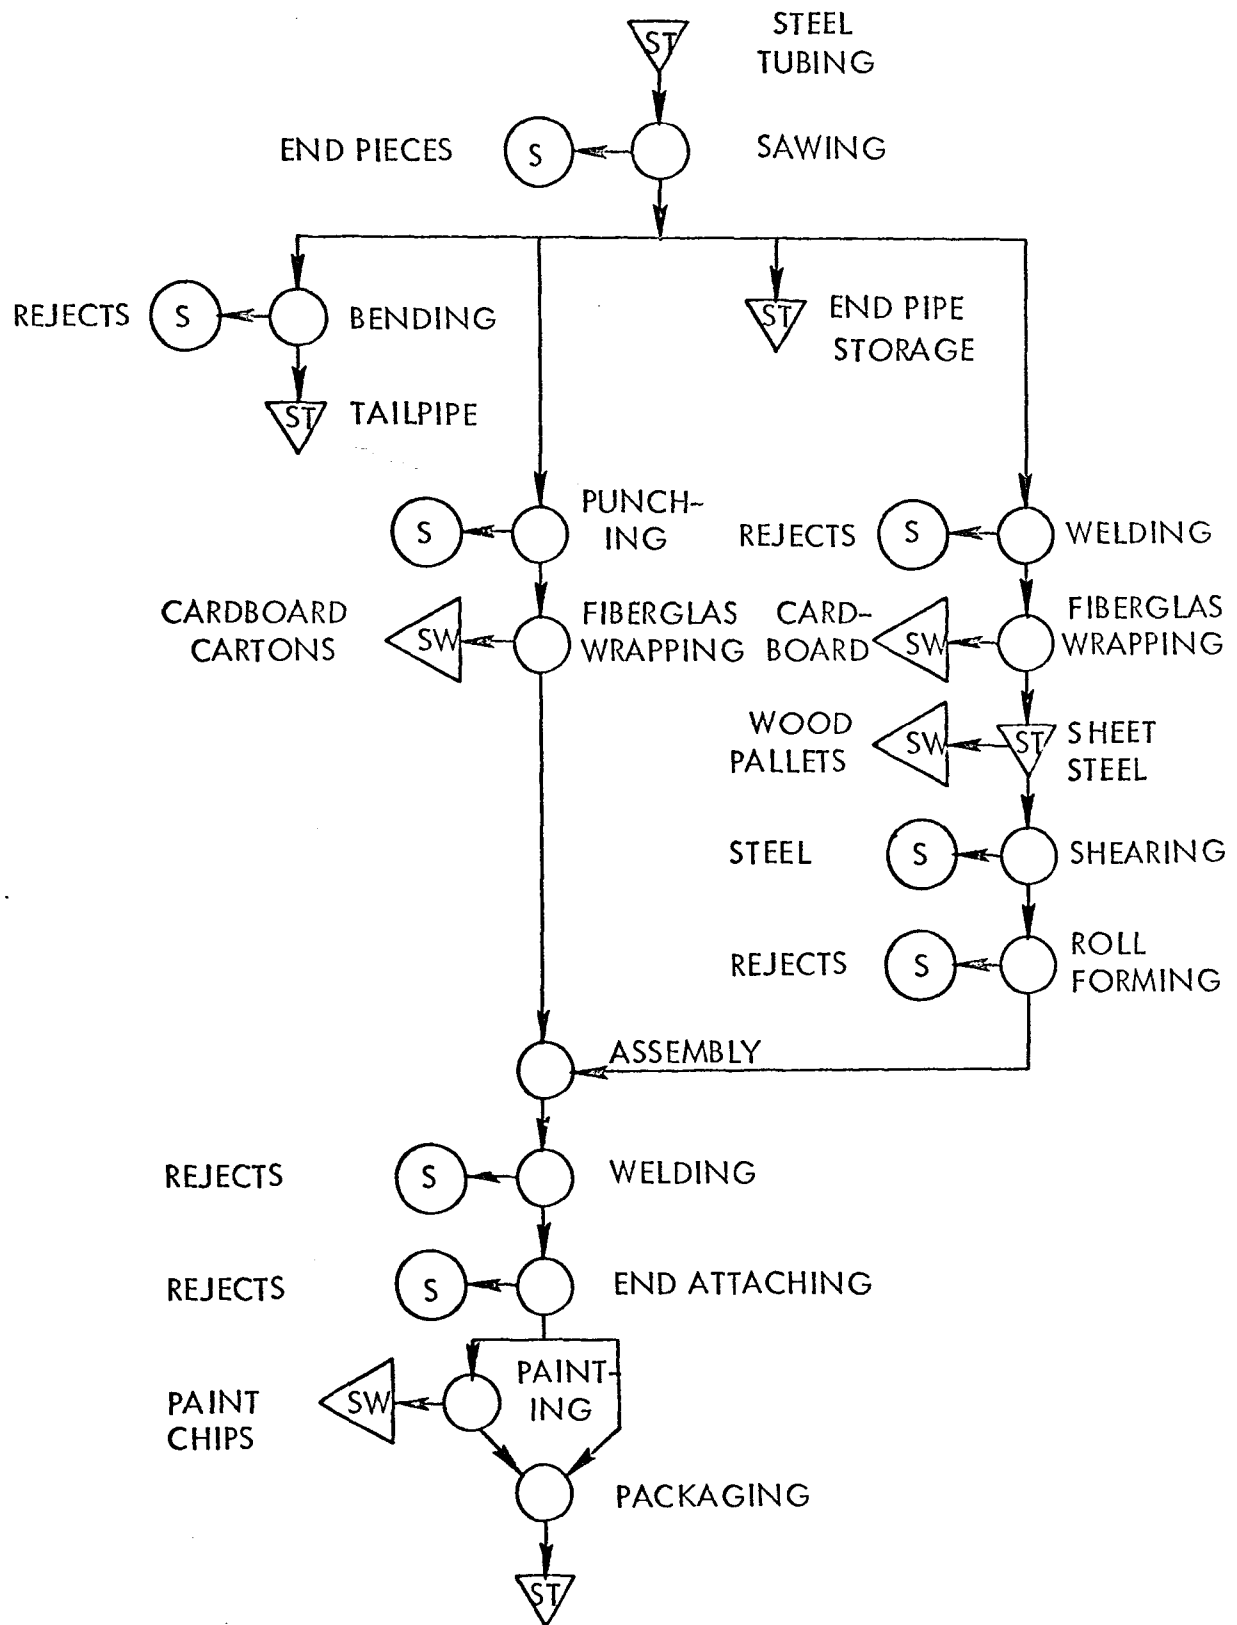 STEEL
TUBING
ST
END PIECES
S
SAWING
REJECTS
S
BENDING
ST
END PIPE
STORAGE
ST
TAILPIPE
S
PUNCH-
ING
REJECTS
S
WELDING
CARDBOARD
CARTONS
SW
FIBERGLAS
WRAPPING
CARD-
BOARD
SW
FIBERGLAS
WRAPPING
WOOD
PALLETS
SW
ST
SHEET
STEEL
STEEL
S
SHEARING
REJECTS
S
ROLL
FORMING
ASSEMBLY
REJECTS
S
WELDING
REJECTS
S
END ATTACHING
PAINT
CHIPS
SW
PAINT-
ING
PACKAGING
ST